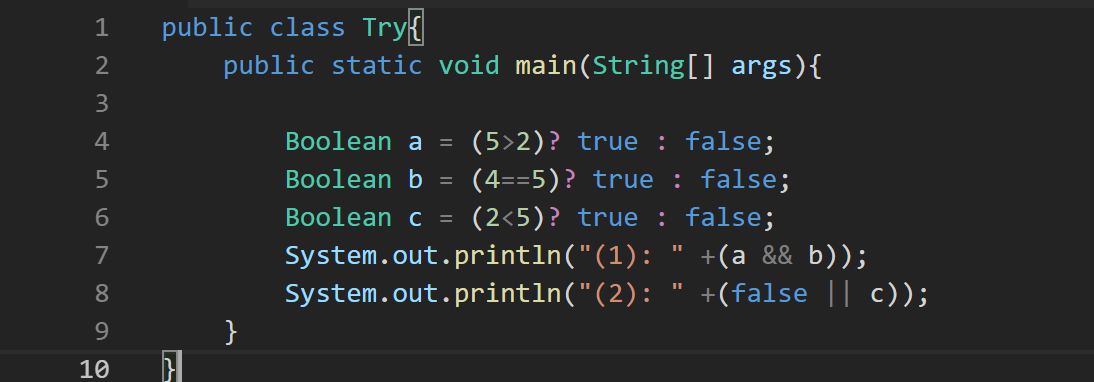 1 public class Try{
2 public static void main(String[] args){
3
4 Boolean a = (5>2)? true : false;
5 Boolean b = (4==5)? true : false;
6 Boolean c = (2<5)? true : false;
7 System.out.println("(1): " +(a && b));
8 System.out.println("(2): " +(false || c));
9 }
10 }